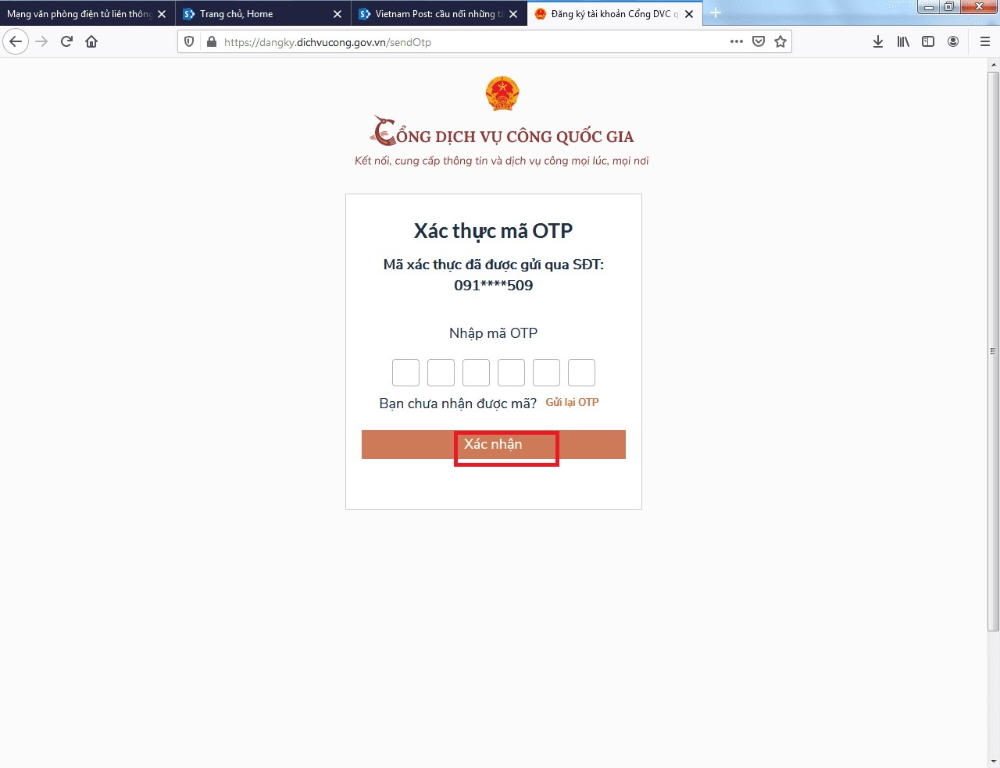 Mạng văn phòng điện tử liên thông
Trang chủ, Home
Vietnam Post: cầu nối những tấ
Đăng ký tài khoản Cổng DVC q
https://dangky.dichvucong.gov.vn/sendOtp
CỔNG DỊCH VỤ CÔNG QUỐC GIA
Kết nối, cung cấp thông tin và dịch vụ công mọi lúc, mọi nơi
Xác thực mã OTP
Mã xác thực đã được gửi qua SĐT:
091****509
Nhập mã OTP
Bạn chưa nhận được mã? Gửi lại OTP
Xác nhận